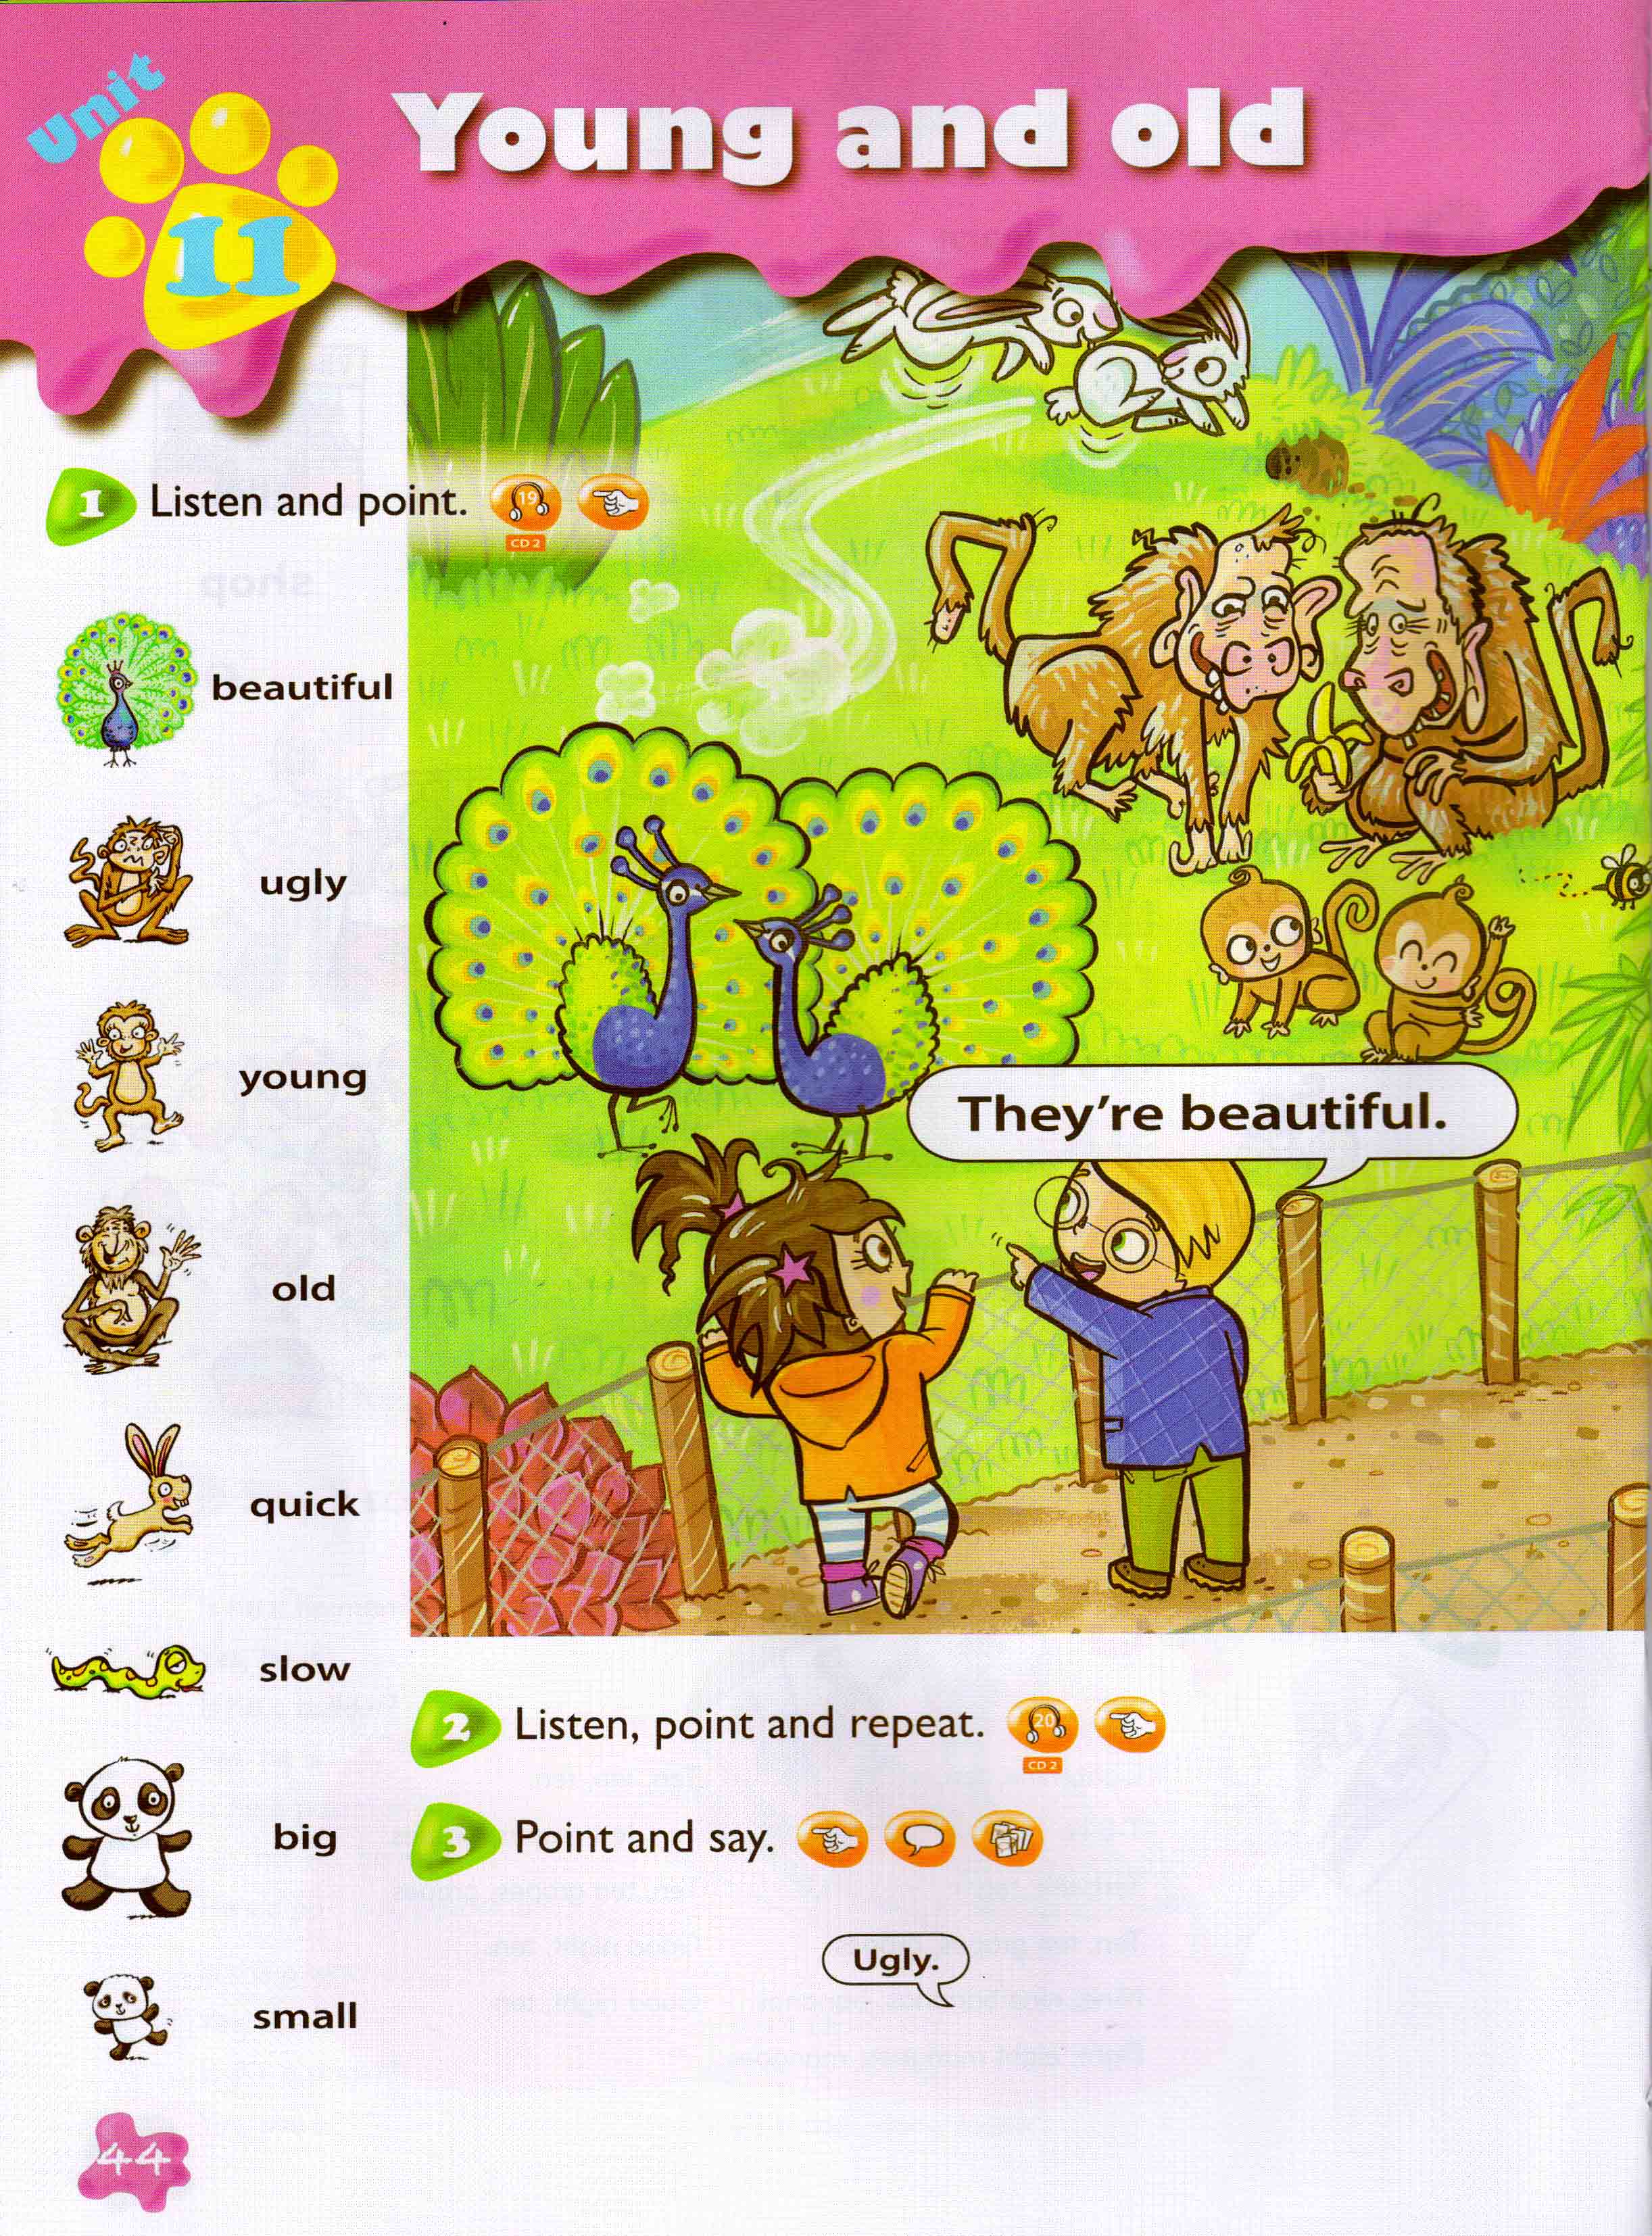 Unit
11
Young and old
1 Listen and point. 19
CD 2
beautiful
ugly
young
old
quick
slow
big
small
They're beautiful.
2 Listen, point and repeat. 20
CD 2
3 Point and say.
Ugly.
44